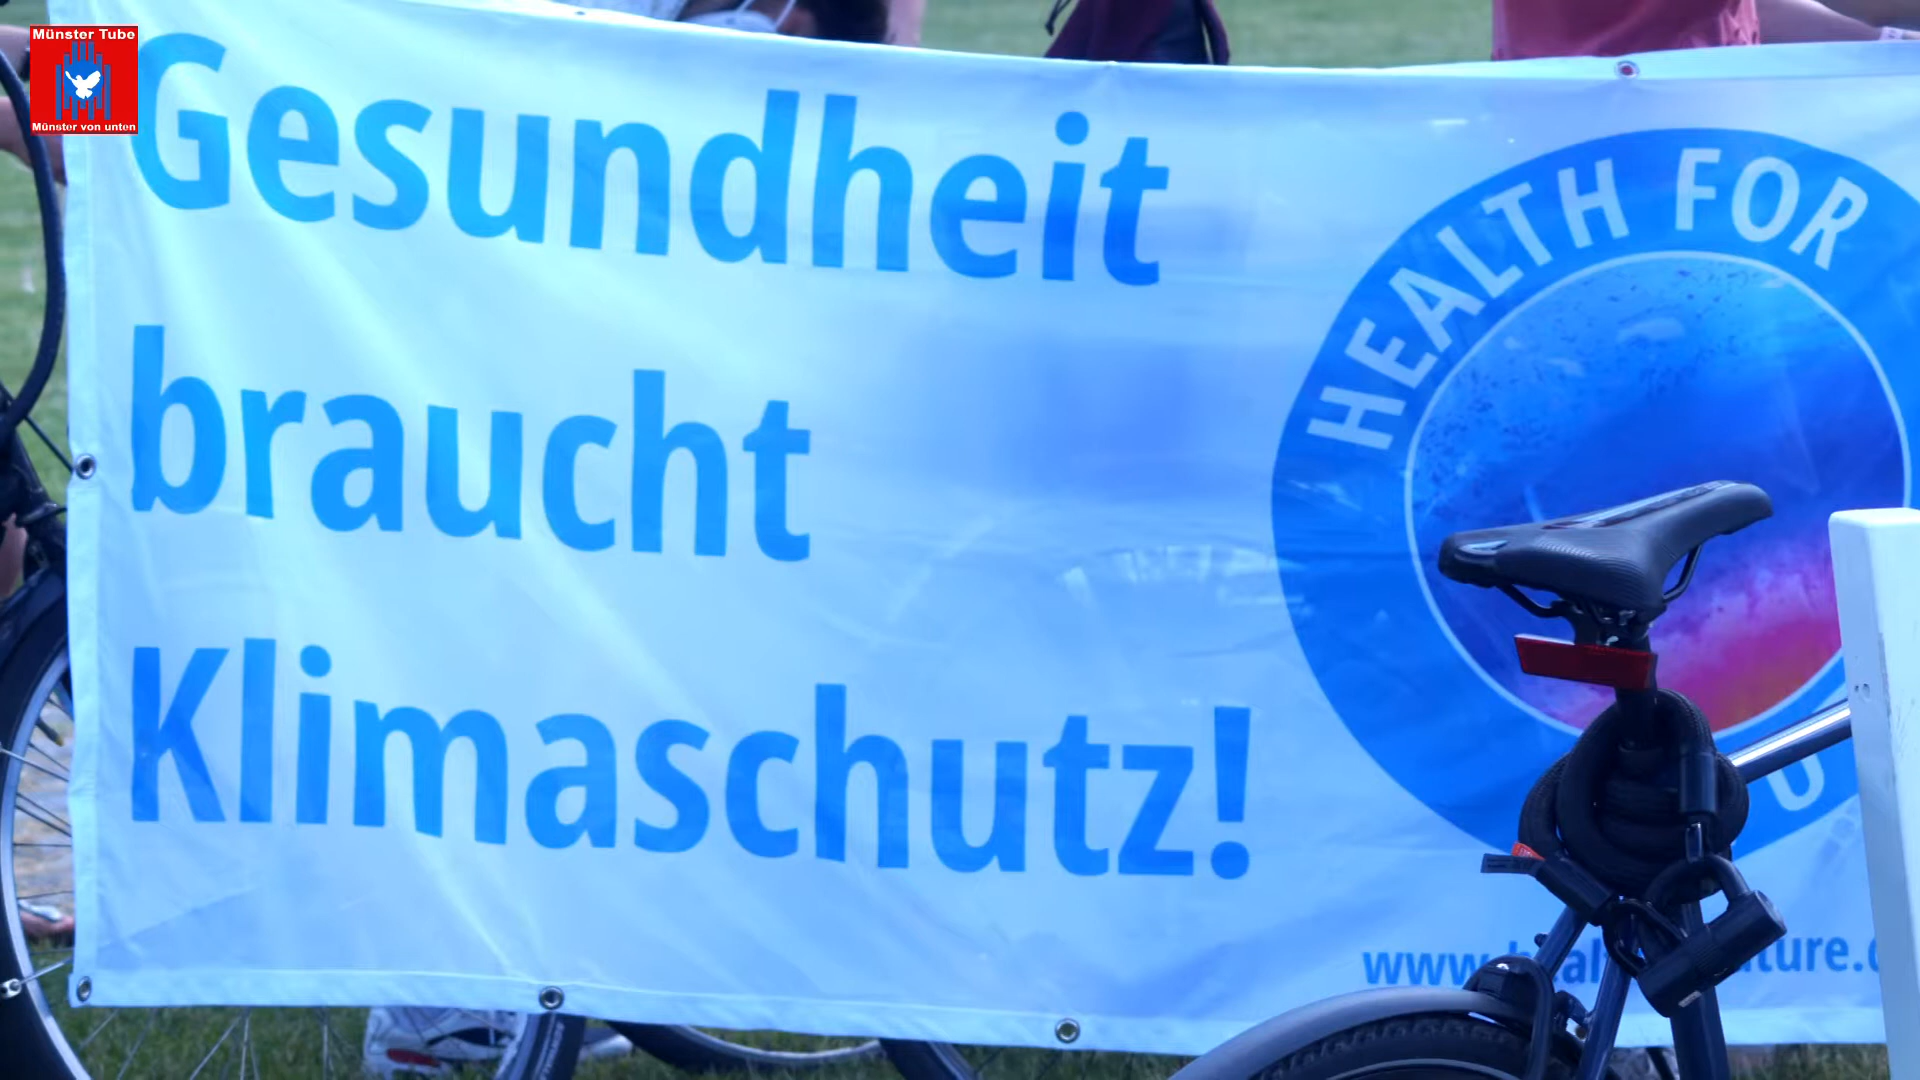 Münster Tube
Münster von unten
Gesundheit
braucht
Klimaschutz!
HEALTH FOR